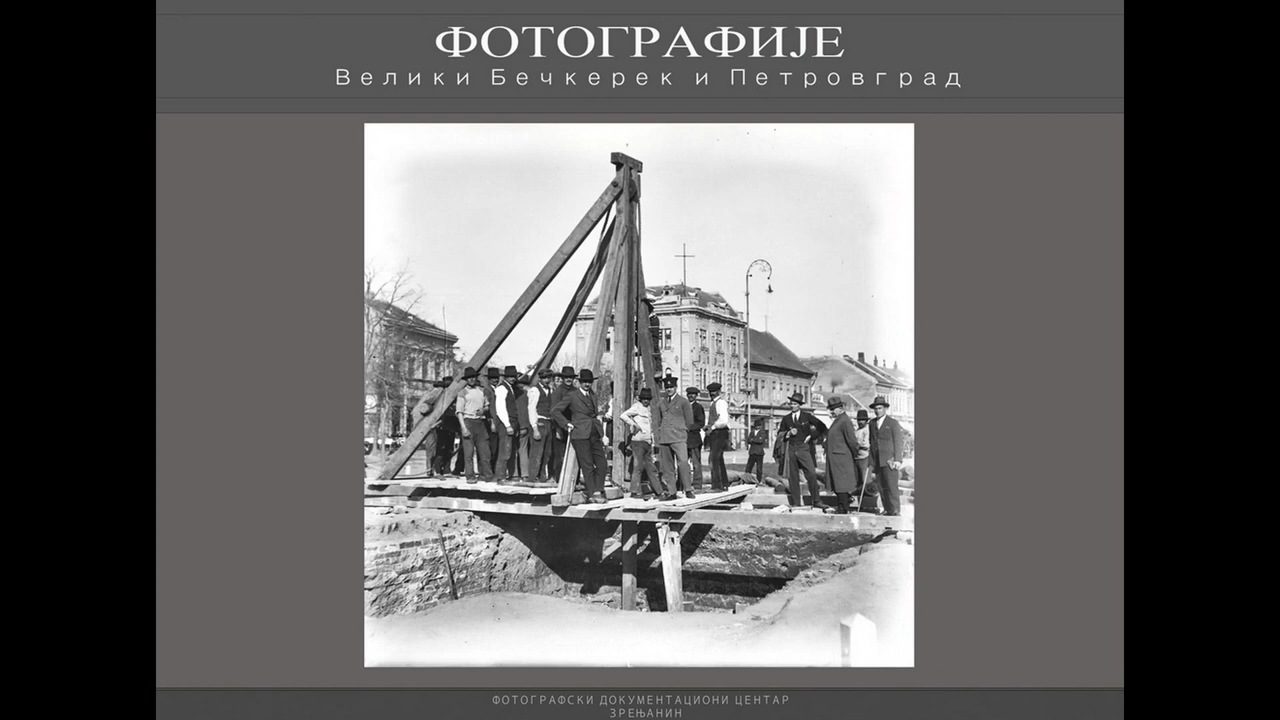 ФОТОГРАФИЈЕ
Велики Бечкерек и Петровград
ФОТОГРАФСКИ ДОКУМЕНТАЦИОНИ ЦЕНТАР
ЗРЕЊАНИН